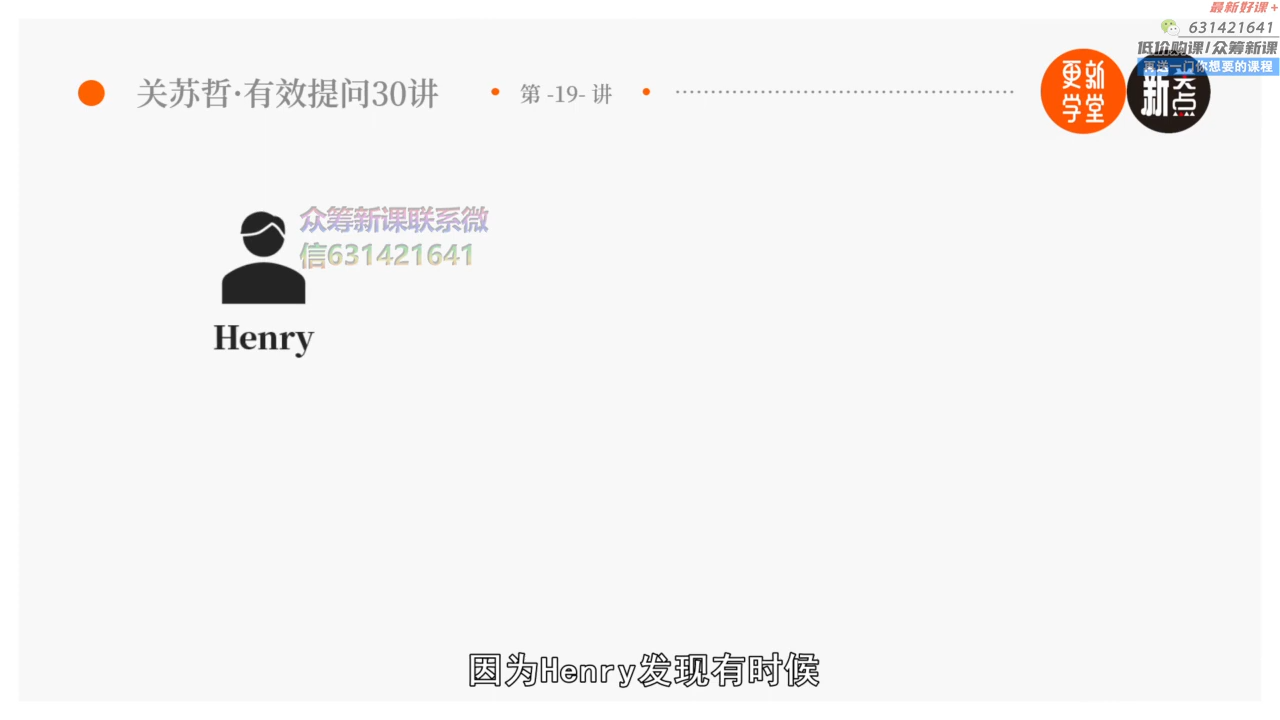 最新好课+
631421641
低价购课/众筹新课
再送一门你想要的课程
关苏哲·有效提问30讲
第 -19- 讲
更新
学堂
新
点
众筹新课联系微
信631421641
Henry
因为Henry发现有时候